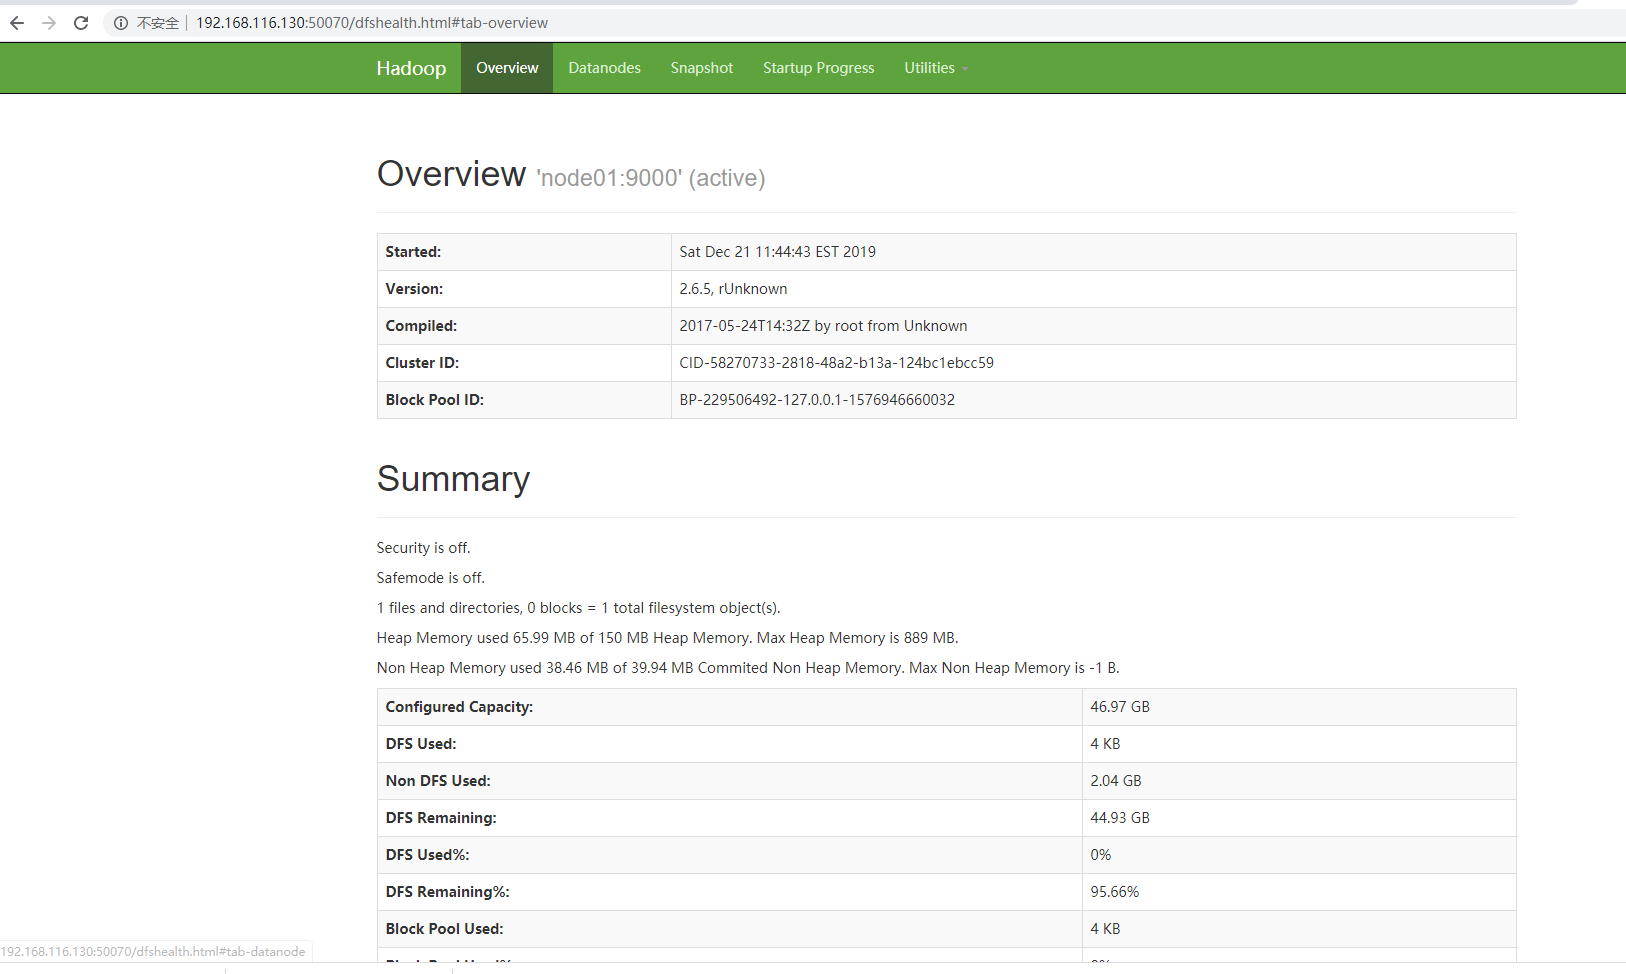 不安全 192.168.116.130:50070/dfshealth.html#tab-overview
Hadoop Overview Datanodes Snapshot Startup Progress Utilities
Overview 'node01:9000' (active)
Started: Sat Dec 21 11:44:43 EST 2019
Version: 2.6.5, rUnknown
Compiled: 2017-05-24T14:32Z by root from Unknown
Cluster ID: CID-58270733-2818-48a2-b13a-124bc1ebcc59
Block Pool ID: BP-229506492-127.0.0.1-1576946660032
Summary
Security is off.
Safemode is off.
1 files and directories, 0 blocks = 1 total filesystem object(s).
Heap Memory used 65.99 MB of 150 MB Heap Memory. Max Heap Memory is 889 MB.
Non Heap Memory used 38.46 MB of 39.94 MB Commited Non Heap Memory. Max Non Heap Memory is -1 B.
Configured Capacity: 46.97 GB
DFS Used: 4 KB
Non DFS Used: 2.04 GB
DFS Remaining: 44.93 GB
DFS Used%: 0%
DFS Remaining%: 95.66%
Block Pool Used: 4 KB
192.168.116.130:50070/dfshealth.html#tab-datanode